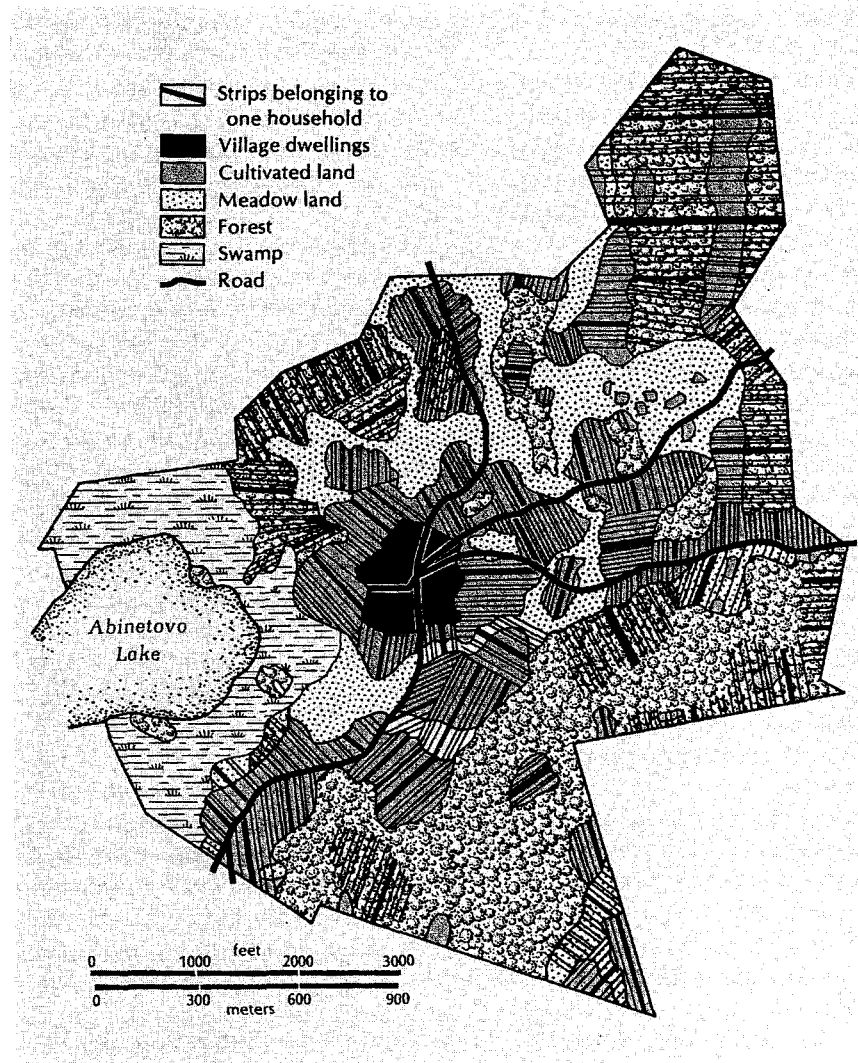 Strips belonging to
one household
Village dwellings
Cultivated land
Meadow land
Forest
Swamp
Road
Abinetovo
Lake
feet
0 1000 2000 3000
0 300 600 900
meters